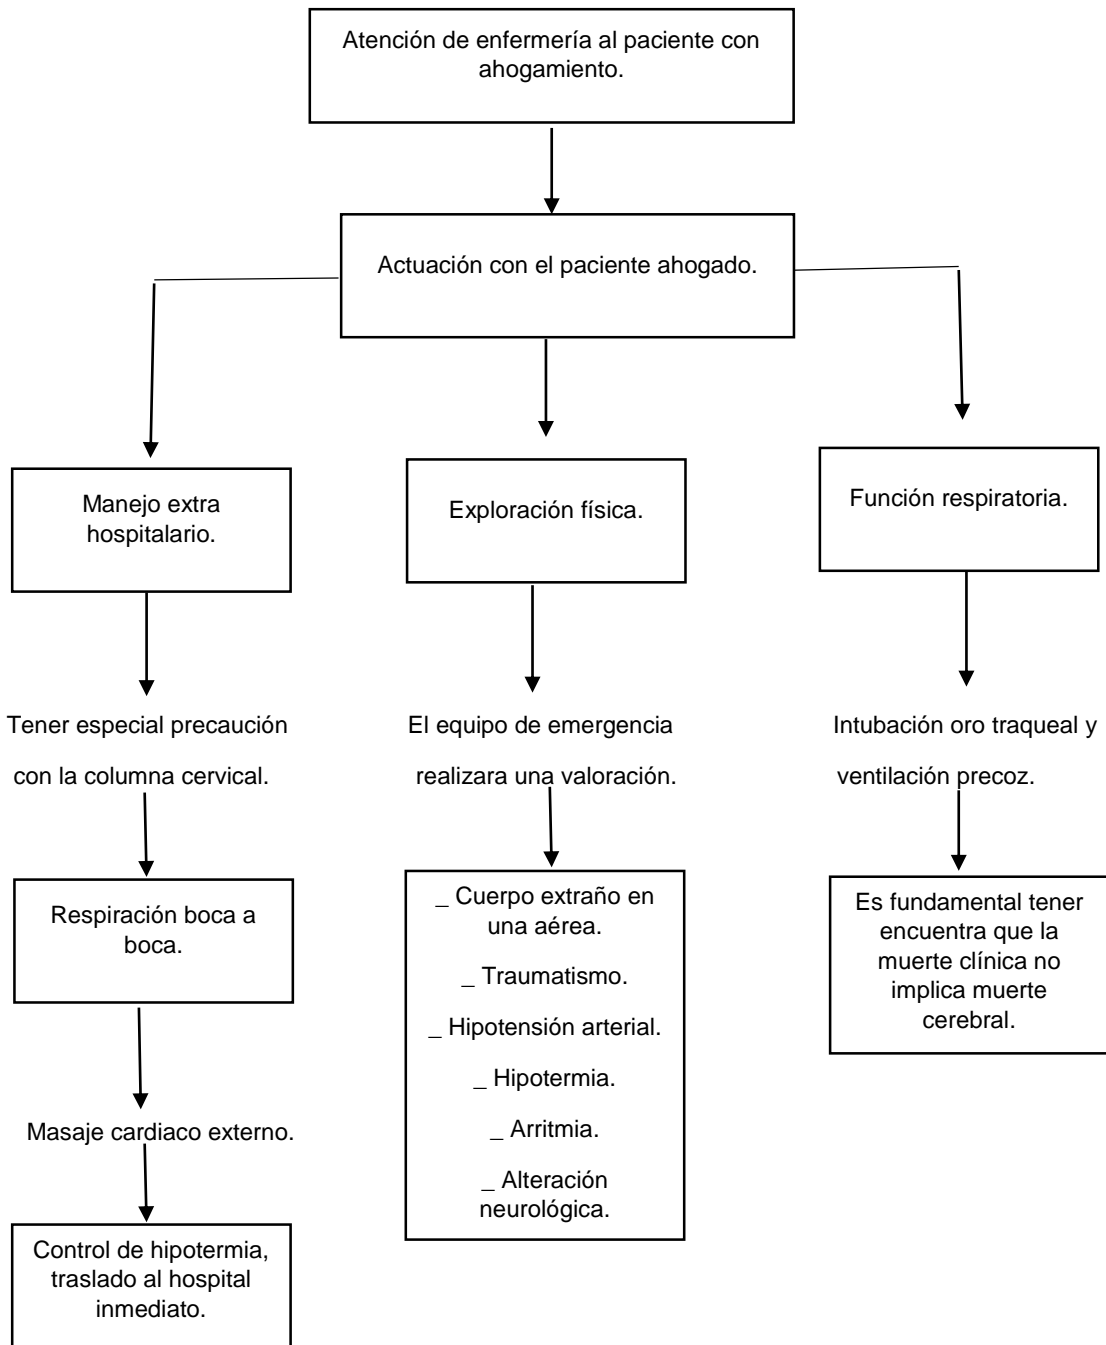 Atención de enfermería al paciente con
ahogamiento.
Actuación con el paciente ahogado.
Manejo extra
hospitalario.
Exploración física.
Función respiratoria.
Tener especial precaución
con la columna cervical.
El equipo de emergencia
realizara una valoración.
Intubación oro traqueal y
ventilación precoz.
Respiración boca a
boca.
_ Cuerpo extraño en
una aérea.
_ Traumatismo.
_ Hipotensión arterial.
_ Hipotermia.
_ Arritmia.
_ Alteración
neurológica.
Es fundamental tener
encuentra que la
muerte clínica no
implica muerte
cerebral.
Masaje cardiaco externo.
Control de hipotermia,
traslado al hospital
inmediato.